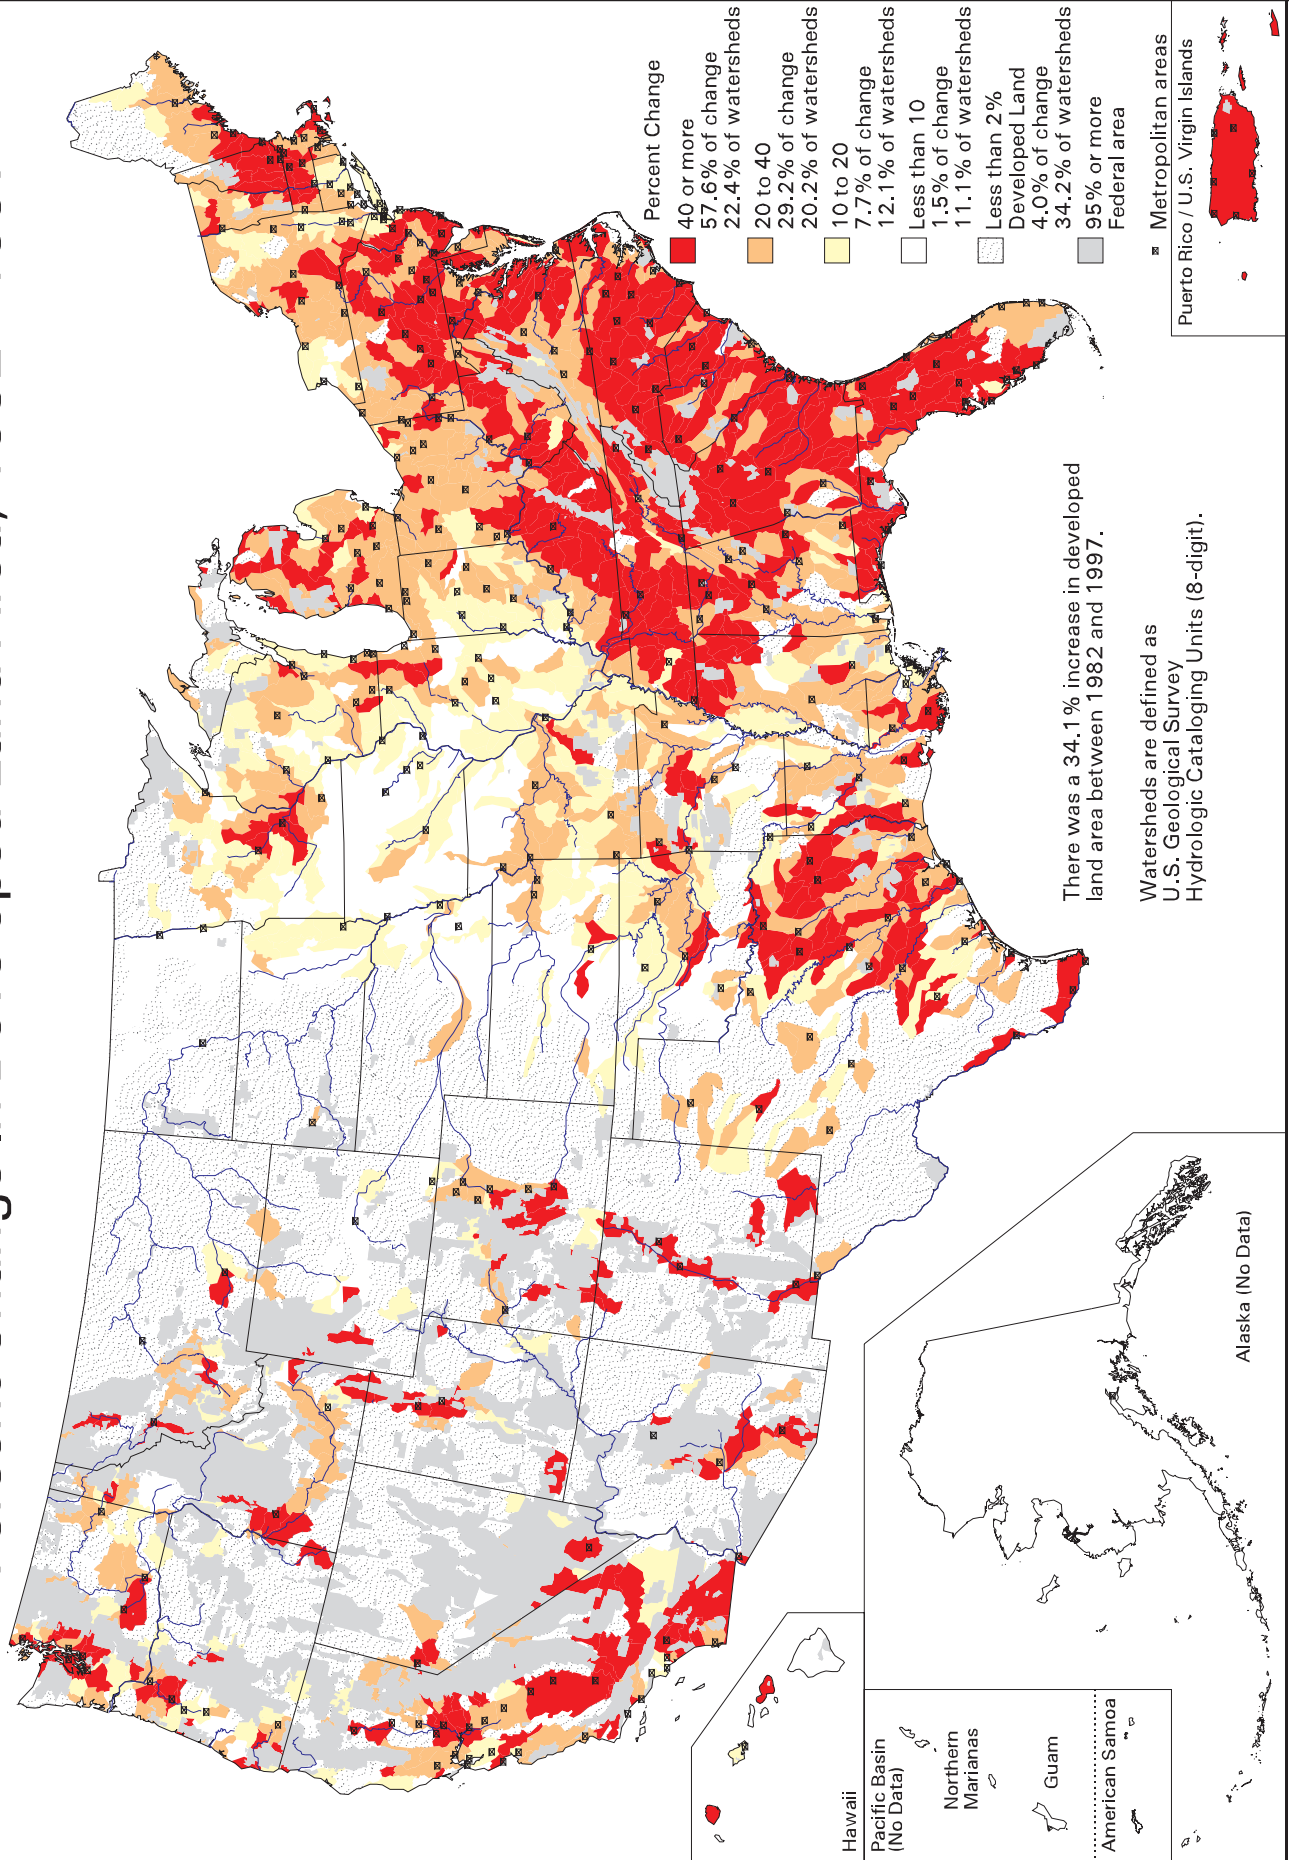 Percent Change
40 or more
57.6% of change
22.4% of watersheds
20 to 40
29.2% of change
20.2% of watersheds
10 to 20
7.7% of change
12.1% of watersheds
Less than 10
1.5% of change
11.1% of watersheds
Less than 2%
Developed Land
4.0% of change
34.2% of watersheds
95% or more
Federal area
Metropolitan areas
Puerto Rico / U.S. Virgin Islands
There was a 34.1% increase in developed
land area between 1982 and 1997.
Watersheds are defined as
U.S. Geological Survey
Hydrologic Cataloging Units (8-digit).
Alaska (No Data)
Hawaii
Pacific Basin
(No Data)
Northern
Marianas
Guam
American Samoa